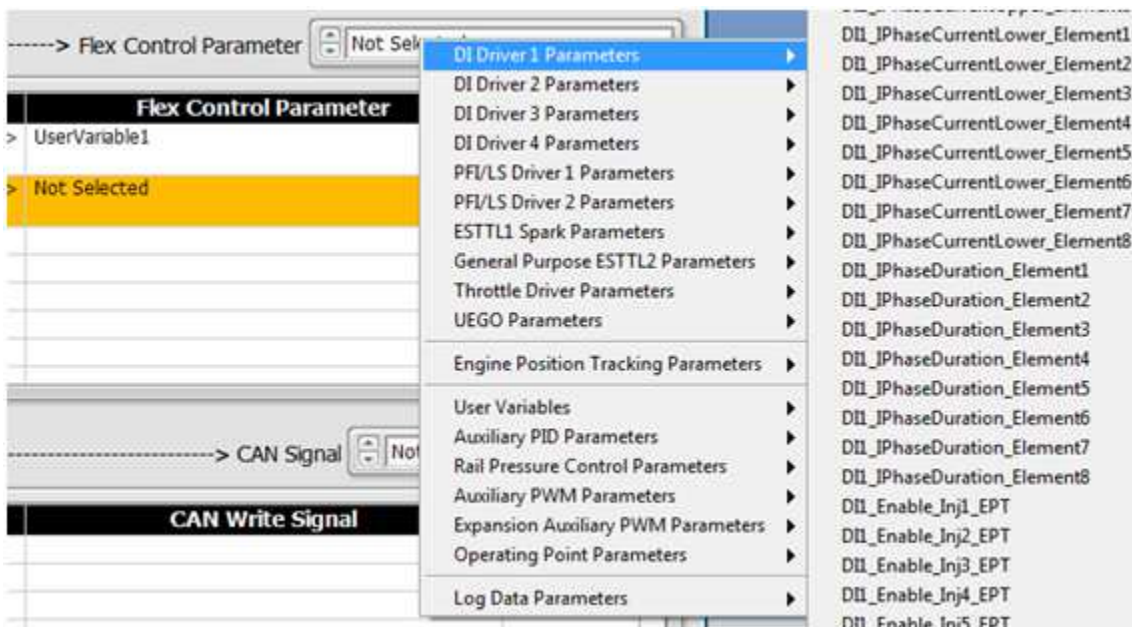 ------> Flex Control Parameter
Not Sel
Flex Control Parameter
> UserVariable1
> Not Selected
-----------------------> CAN Signal
Not
CAN Write Signal
DI Driver 1 Parameters
DI Driver 2 Parameters
DI Driver 3 Parameters
DI Driver 4 Parameters
PFI/LS Driver 1 Parameters
PFI/LS Driver 2 Parameters
ESTTL1 Spark Parameters
General Purpose ESTTL2 Parameters
Throttle Driver Parameters
UEGO Parameters
Engine Position Tracking Parameters
User Variables
Auxiliary PID Parameters
Rail Pressure Control Parameters
Auxiliary PWM Parameters
Expansion Auxiliary PWM Parameters
Operating Point Parameters
Log Data Parameters
DI1_IPhaseCurrentLower_Element1
DI1_IPhaseCurrentLower_Element2
DI1_IPhaseCurrentLower_Element3
DI1_IPhaseCurrentLower_Element4
DI1_IPhaseCurrentLower_Element5
DI1_IPhaseCurrentLower_Element6
DI1_IPhaseCurrentLower_Element7
DI1_IPhaseCurrentLower_Element8
DI1_IPhaseDuration_Element1
DI1_IPhaseDuration_Element2
DI1_IPhaseDuration_Element3
DI1_IPhaseDuration_Element4
DI1_IPhaseDuration_Element5
DI1_IPhaseDuration_Element6
DI1_IPhaseDuration_Element7
DI1_IPhaseDuration_Element8
DI1_Enable_Inj1_EPT
DI1_Enable_Inj2_EPT
DI1_Enable_Inj3_EPT
DI1_Enable_Inj4_EPT
DI1_Enable_Inj5_EPT